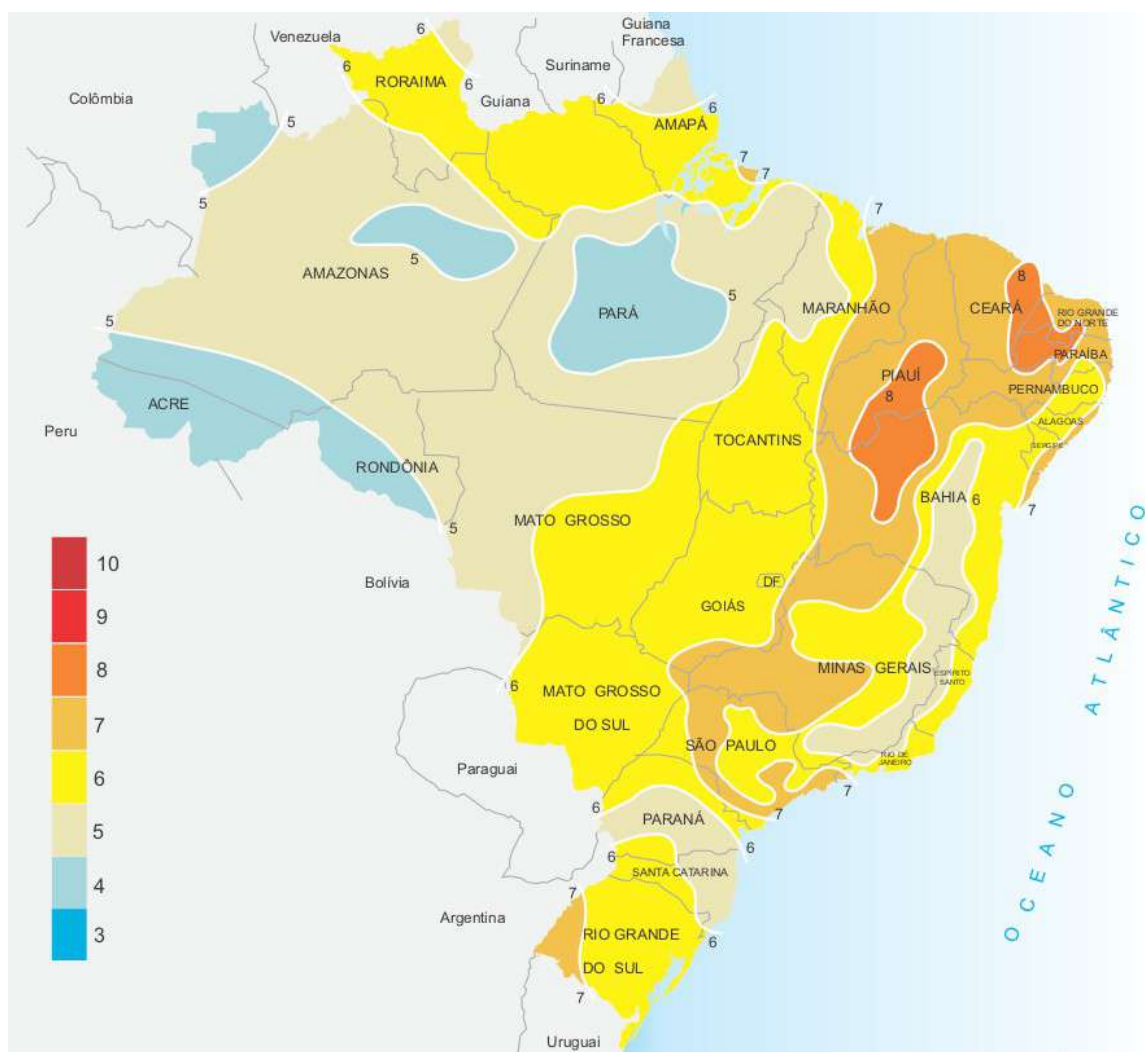 Guiana
Francesa
Venezuela
6
Suriname
6
RORAIMA
6
Colômbia
Guiana
6
6
AMAPÁ
5
7
7
5
7
AMAZONAS
5
8
5
PARÁ
MARANHÃO
CEARÁ
RIO GRANDE
DO NORTE
5
PARAÍBA
PIAUÍ
8
PERNAMBUCO
ACRE
ALAGOAS
Peru
TOCANTINS
SERGIPE
RONDÔNIA
BAHIA
6
7
MATO GROSSO
5
10
Bolívia
DF
9
GOIÁS
8
MINAS GERAIS
ESPÍRITO
SANTO
6
MATO GROSSO
DO SUL
7
SÃO PAULO
RIO DE
JANEIRO
Paraguai
7
6
7
PARANÁ
6
5
6
SANTA CATARINA
4
7
Argentina
RIO GRANDE
DO SUL
6
3
7
Uruguai
OCEANO ATLÂNTICO